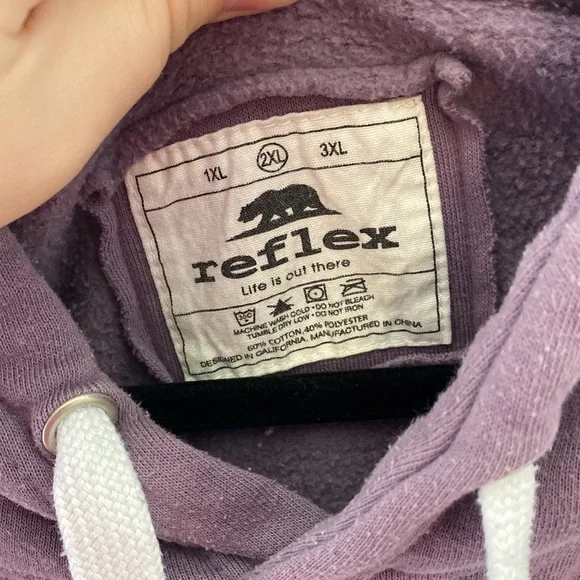 1XL 2XL 3XL
reflex
Life is out there
30C
MACHINE WASH COLD • DO NOT BLEACH
TUMBLE DRY LOW • DO NOT IRON
60% COTTON, 40% POLYESTER
DESIGNED IN CALIFORNIA. MANUFACTURED IN CHINA